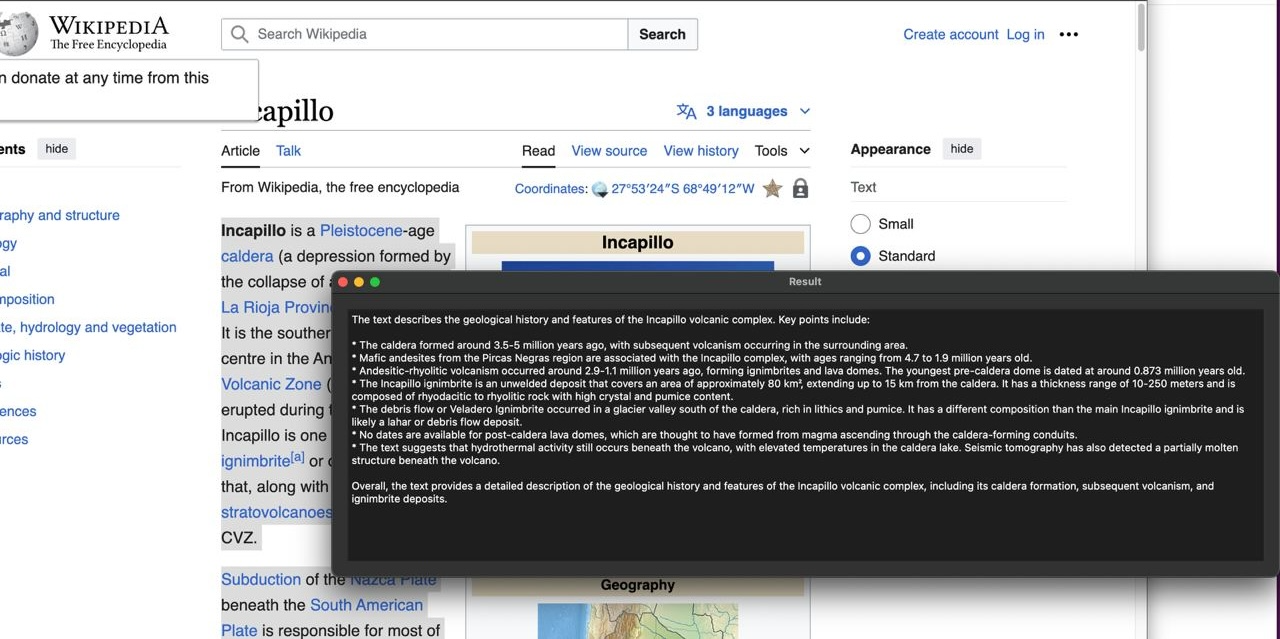 WIKIPEDIA
The Free Encyclopedia
Search Wikipedia
Search
Create account Log in •••
n donate at any time from this
capillo
3 languages
ents hide
Article Talk
Read View source View history Tools
Appearance hide
From Wikipedia, the free encyclopedia
Coordinates: 27°53′24″S 68°49′12″W
Text
raphy and structure
Small
Incapillo is a Pleistocene-age
Incapillo
ogy
caldera (a depression formed by
Standard
al
the collapse of a
Result
mposition
La Rioja Provin
te, hydrology and vegetation
It is the souther
ogic history
centre in the An
s
Volcanic Zone (
ences
erupted during t
urces
Incapillo is one
ignimbrite[a] or c
that, along with
stratovolcanoes
CVZ.
The text describes the geological history and features of the Incapillo volcanic complex. Key points include:
* The caldera formed around 3.5-5 million years ago, with subsequent volcanism occurring in the surrounding area.
* Mafic andesites from the Pircas Negras region are associated with the Incapillo complex, with ages ranging from 4.7 to 1.9 million years old.
* Andesitic-rhyolitic volcanism occurred around 2.9-1.1 million years ago, forming ignimbrites and lava domes. The youngest pre-caldera dome is dated at around 0.873 million years old.
* The Incapillo ignimbrite is an unwelded deposit that covers an area of approximately 80 km², extending up to 15 km from the caldera. It has a thickness range of 10-250 meters and is
composed of rhyodacitic to rhyolitic rock with high crystal and pumice content.
* The debris flow or Veladero Ignimbrite occurred in a glacier valley south of the caldera, rich in lithics and pumice. It has a different composition than the main Incapillo ignimbrite and is
likely a lahar or debris flow deposit.
* No dates are available for post-caldera lava domes, which are thought to have formed from magma ascending through the caldera-forming conduits.
* The text suggests that hydrothermal activity still occurs beneath the volcano, with elevated temperatures in the caldera lake. Seismic tomography has also detected a partially molten
structure beneath the volcano.
Overall, the text provides a detailed description of the geological history and features of the Incapillo volcanic complex, including its caldera formation, subsequent volcanism, and
ignimbrite deposits.
Subduction of the Nazca Plate
Geography
beneath the South American
Plate is responsible for most of